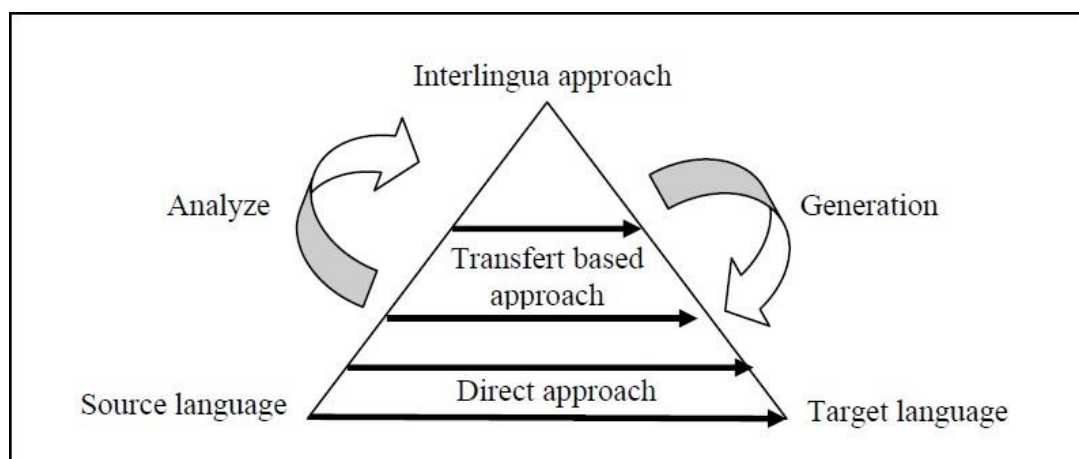 Interlingua approach
Analyze
Generation
Transfert based
approach
Direct approach
Source language
Target language